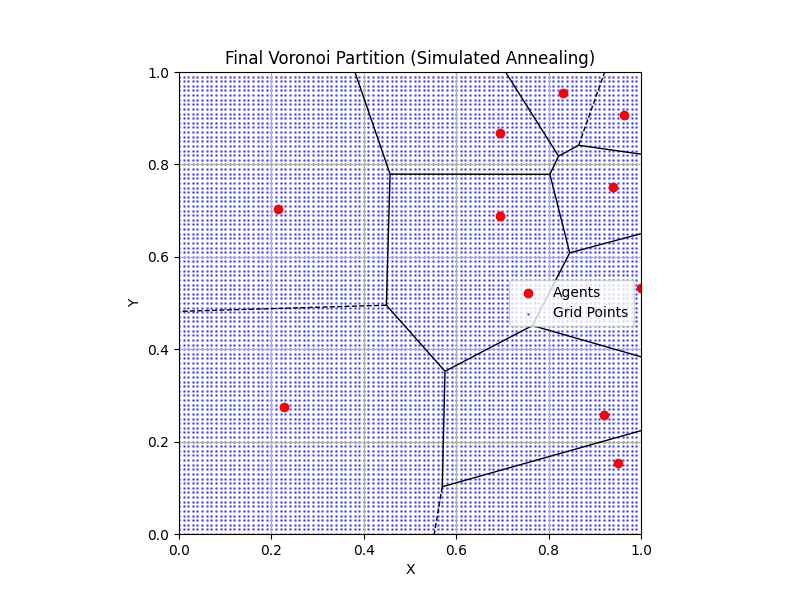 Final Voronoi Partition (Simulated Annealing)
1.0
0.8
0.6
0.4
0.2
0.0
Y
Agents
Grid Points
0.0 0.2 0.4 0.6 0.8 1.0
X